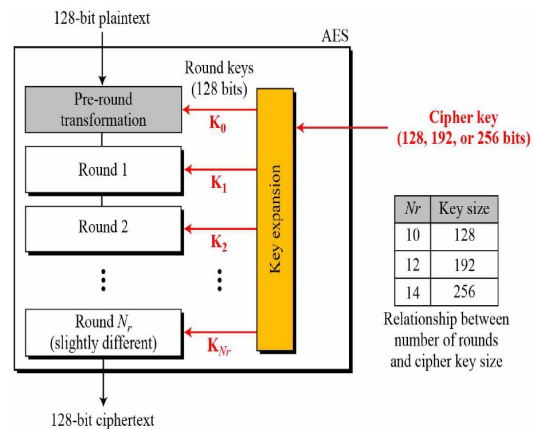 128-bit plaintext
AES
Round keys
(128 bits)
Pre-round
transformation
K0
Cipher key
(128, 192, or 256 bits)
Round 1
K1
Round 2
K2
Key expansion
Nr Key size
10 128
12 192
14 256
Relationship between
number of rounds
and cipher key size
Round Nr
(slightly different)
KNr
128-bit ciphertext